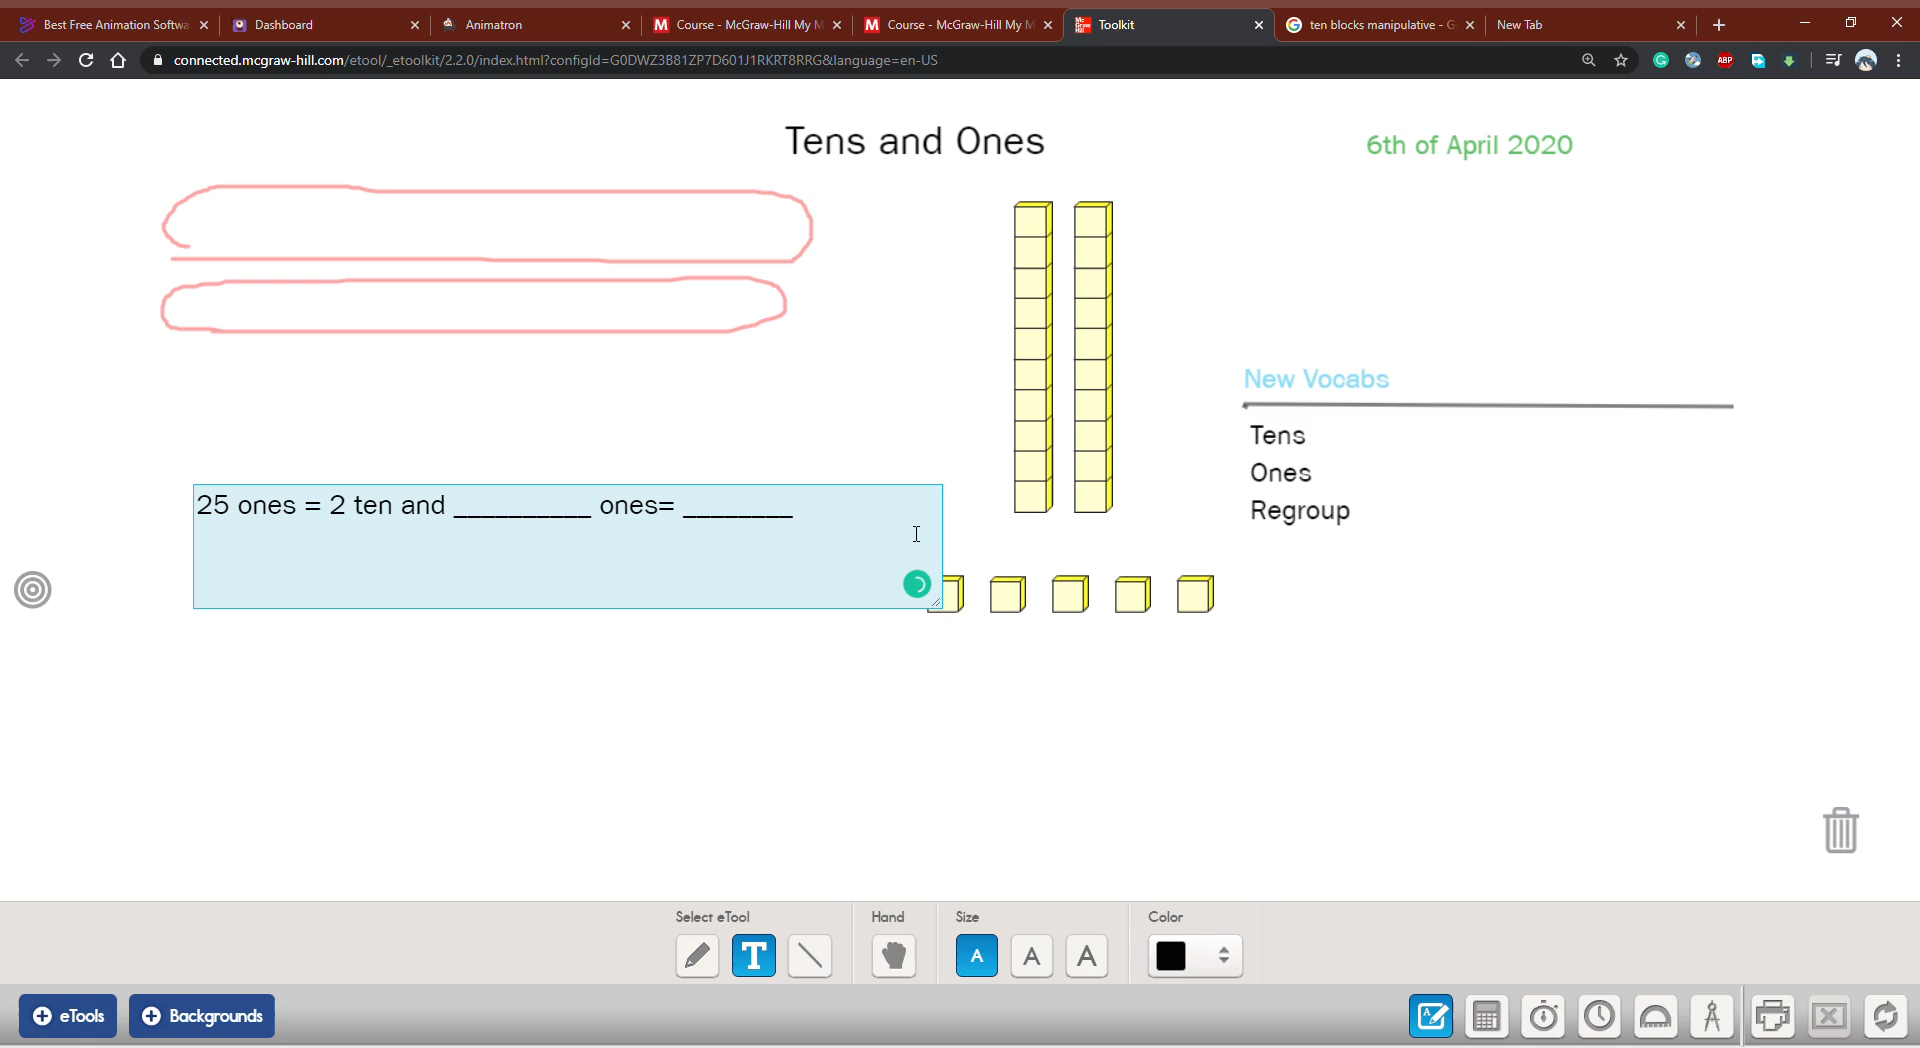 Best Free Animation Softwa
Dashboard
Animatron
Course - McGraw-Hill My M
Course - McGraw-Hill My M
Toolkit
ten blocks manipulative - G
New Tab
connected.mcgraw-hill.com/etool/_etoolkit/2.2.0/index.html?configId=G0DWZ3B81ZP7D601J1RKRT8RRG&language=en-US
ABP
Tens and Ones
6th of April 2020
New Vocabs
Tens
Ones
Regroup
25 ones = 2 ten and __________ ones= ________
Select eTool
Hand
Size
Color
T
A
A
A
eTools
Backgrounds